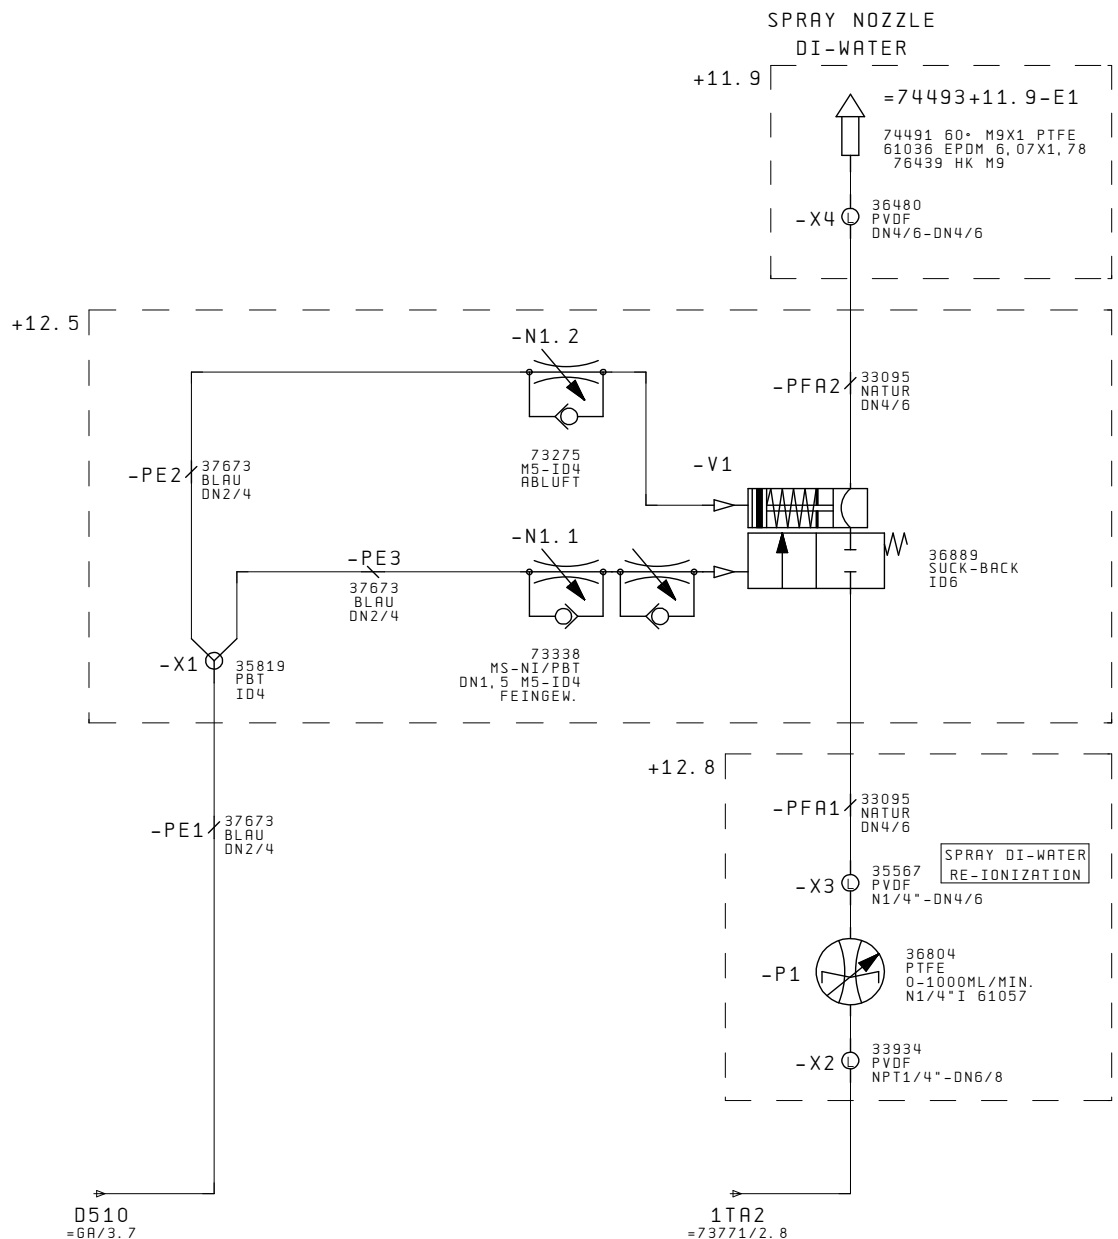 SPRAY NOZZLE
DI-WATER
+11.9
=74493+11.9-E1
74491 60° M9X1 PTFE
61036 EPDM 6,07X1,78
76439 HK M9
-X4
L
36480
PVDF
DN4/6-DN4/6
+12.5
-N1.2
73275
M5-ID4
ABLUFT
-PFA2
33095
NATUR
DN4/6
-PE2
37673
BLAU
DN2/4
-V1
36889
SUCK-BACK
ID6
-PE3
37673
BLAU
DN2/4
-N1.1
73338
MS-NI/PBT
DN1,5 M5-ID4
FEINGEW.
-X1
35819
PBT
ID4
+12.8
-PE1
37673
BLAU
DN2/4
-PFA1
33095
NATUR
DN4/6
SPRAY DI-WATER
RE-IONIZATION
-X3
L
35567
PVDF
N1/4"-DN4/6
-P1
36804
PTFE
0-1000ML/MIN.
N1/4"I 61057
-X2
L
33934
PVDF
NPT1/4"-DN6/8
D510
=GA/3.7
1TA2
=73771/2.8